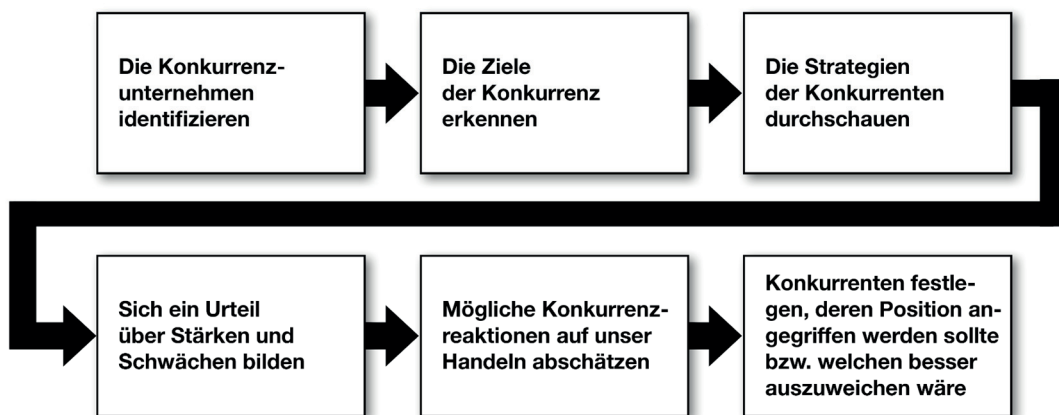 Die Konkurrenz-
unternehmen
identifizieren
Die Ziele
der Konkurrenz
erkennen
Die Strategien
der Konkurrenten
durchschauen
Sich ein Urteil
über Stärken und
Schwächen bilden
Mögliche Konkurrenz-
reaktionen auf unser
Handeln abschätzen
Konkurrenten festle-
gen, deren Position an-
gegriffen werden sollte
bzw. welchen besser
auszuweichen wäre